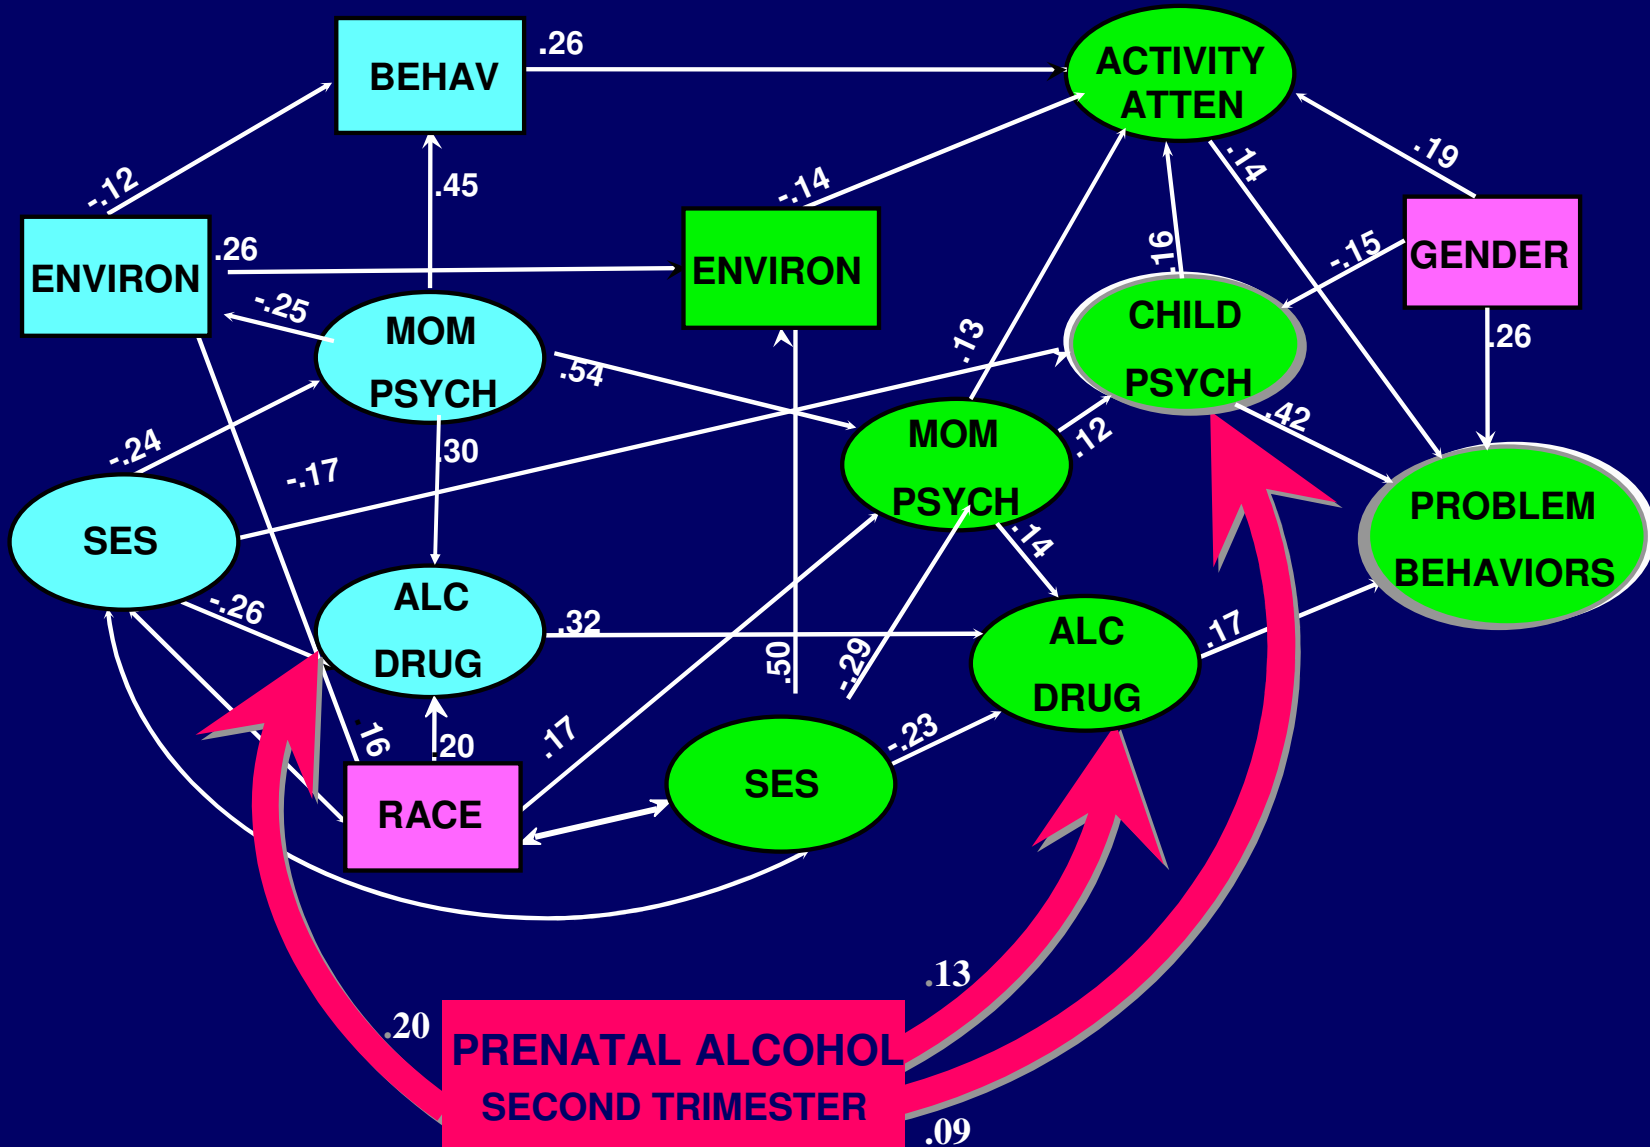 BEHAV
.26
ACTIVITY
ATTEN
-.12
.45
-.14
.14
.19
ENVIRON
.26
ENVIRON
-.16
-.15
GENDER
-.25
MOM
PSYCH
.54
.13
CHILD
PSYCH
.26
-.24
.30
-.17
MOM
PSYCH
.12
.42
SES
.14
PROBLEM
BEHAVIORS
-.26
ALC
DRUG
.32
.50
-.29
ALC
DRUG
.17
.16
.20
.17
-.23
SES
RACE
.13
.20
PRENATAL ALCOHOL
SECOND TRIMESTER
.09